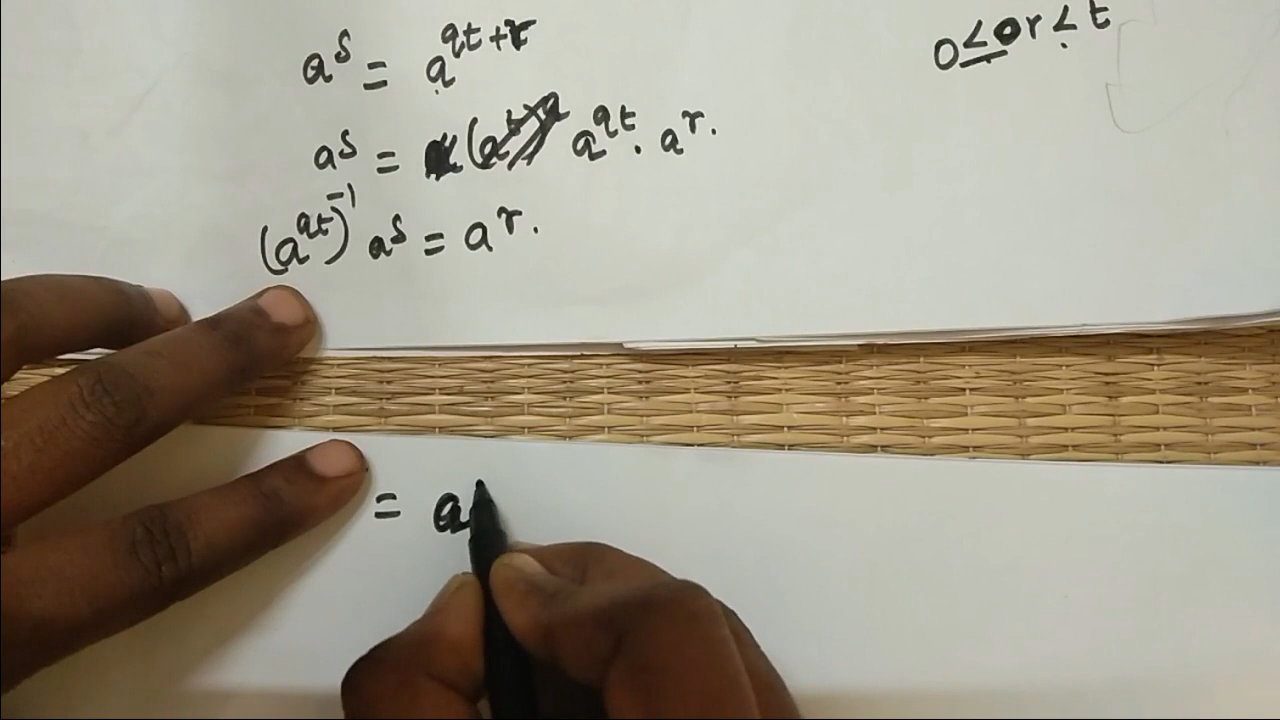 a^s = a^{qt+r}
0 ≤ r < t
a^s = a^{qt} . a^r.
(a^{qt})^{-1} a^s = a^r.
= a